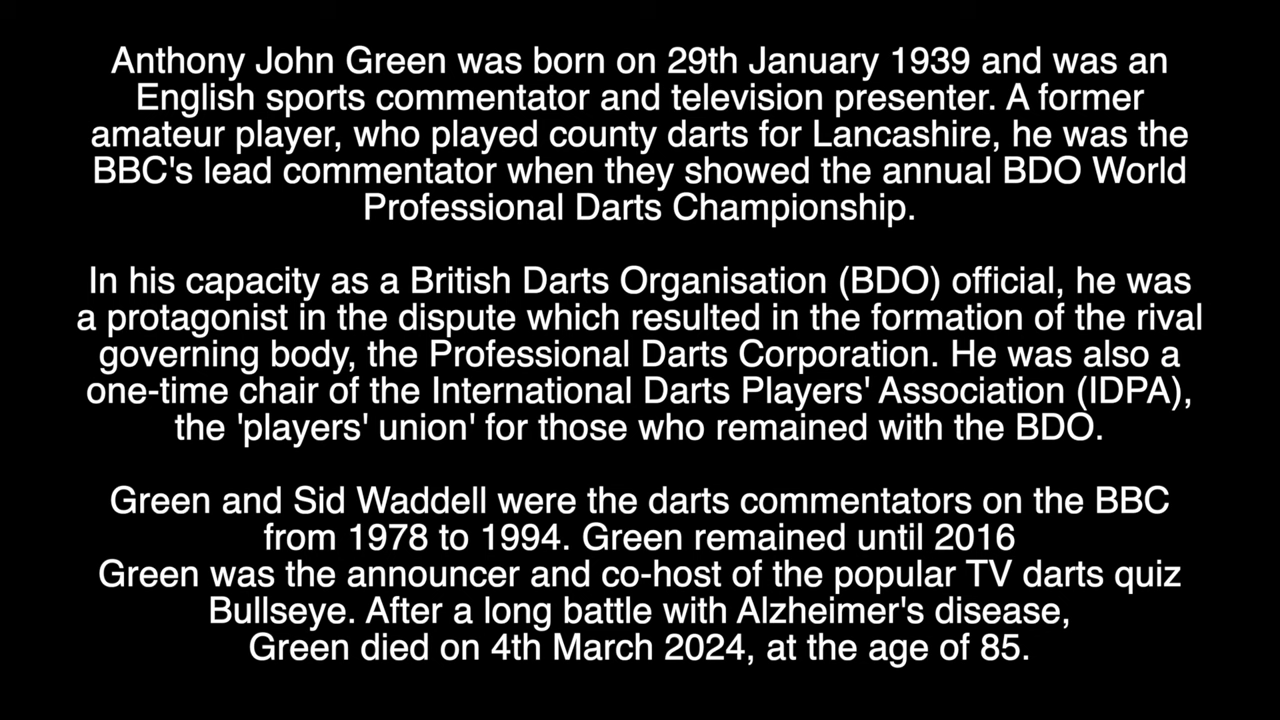 Anthony John Green was born on 29th January 1939 and was an
English sports commentator and television presenter. A former
amateur player, who played county darts for Lancashire, he was the
BBC's lead commentator when they showed the annual BDO World
Professional Darts Championship.
In his capacity as a British Darts Organisation (BDO) official, he was
a protagonist in the dispute which resulted in the formation of the rival
governing body, the Professional Darts Corporation. He was also a
one-time chair of the International Darts Players' Association (IDPA),
the 'players' union' for those who remained with the BDO.
Green and Sid Waddell were the darts commentators on the BBC
from 1978 to 1994. Green remained until 2016
Green was the announcer and co-host of the popular TV darts quiz
Bullseye. After a long battle with Alzheimer's disease,
Green died on 4th March 2024, at the age of 85.